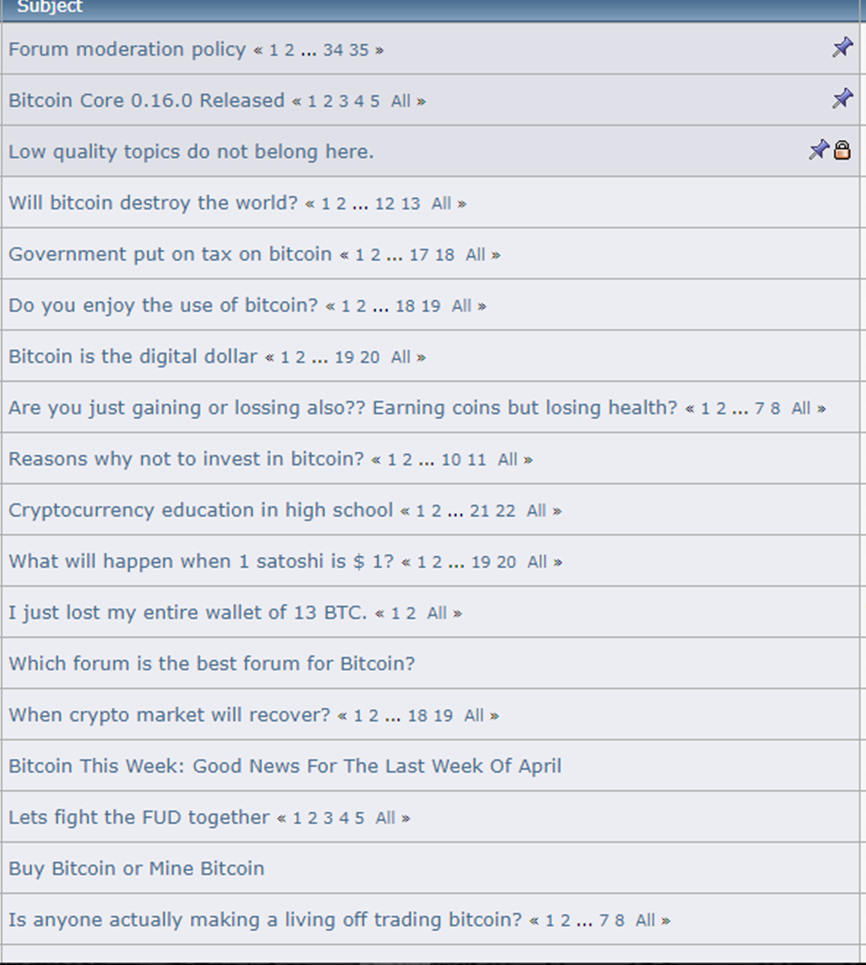 Subject
Forum moderation policy « 1 2 ... 34 35 »
Bitcoin Core 0.16.0 Released « 1 2 3 4 5 All »
Low quality topics do not belong here.
Will bitcoin destroy the world? « 1 2 ... 12 13 All »
Government put on tax on bitcoin « 1 2 ... 17 18 All »
Do you enjoy the use of bitcoin? « 1 2 ... 18 19 All »
Bitcoin is the digital dollar « 1 2 ... 19 20 All »
Are you just gaining or lossing also?? Earning coins but losing health? « 1 2 ... 7 8 All »
Reasons why not to invest in bitcoin? « 1 2 ... 10 11 All »
Cryptocurrency education in high school « 1 2 ... 21 22 All »
What will happen when 1 satoshi is $ 1? « 1 2 ... 19 20 All »
I just lost my entire wallet of 13 BTC. « 1 2 All »
Which forum is the best forum for Bitcoin?
When crypto market will recover? « 1 2 ... 18 19 All »
Bitcoin This Week: Good News For The Last Week Of April
Lets fight the FUD together « 1 2 3 4 5 All »
Buy Bitcoin or Mine Bitcoin
Is anyone actually making a living off trading bitcoin? « 1 2 ... 7 8 All »